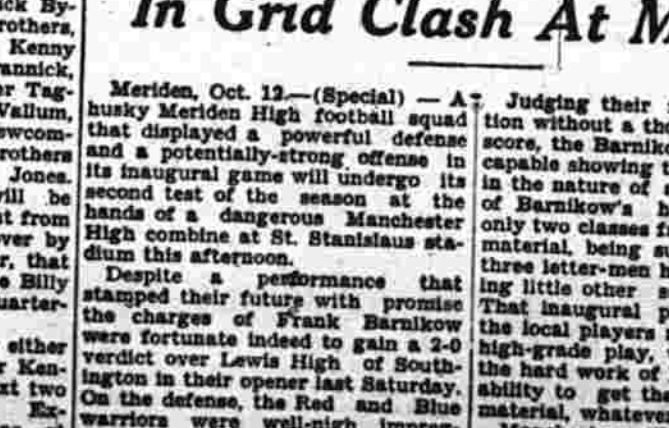 In Grid Clash At M
ck By-
rothers,
Kenny
annick,
er Tag-
Vallum,
ewcom-
rothers
Jones.
will be
t from
ver by
r, that
e Billy
uarter-
either
r Ken-
xt two
Ex-
Meriden, Oct. 12.—(Special) — A
husky Meriden High football squad
that displayed a powerful defense
and a potentially-strong offense in
its inaugural game will undergo its
second test of the season at the
hands of a dangerous Manchester
High combine at St. Stanislaus sta-
dium this afternoon.
Despite a performance that
stamped their future with promise
the charges of Frank Barnikow
were fortunate indeed to gain a 2-0
verdict over Lewis High of South-
ington in their opener last Saturday.
On the defense, the Red and Blue
warriors were well-nigh
Judging their
tion without a
score, the Barnik
capable showing
in the nature of
of Barnikow's
only two classes
material, being
three letter-men
ing little other
That inaugural
the local players
high-grade play,
the hard work of
ability to get the
material, whatev